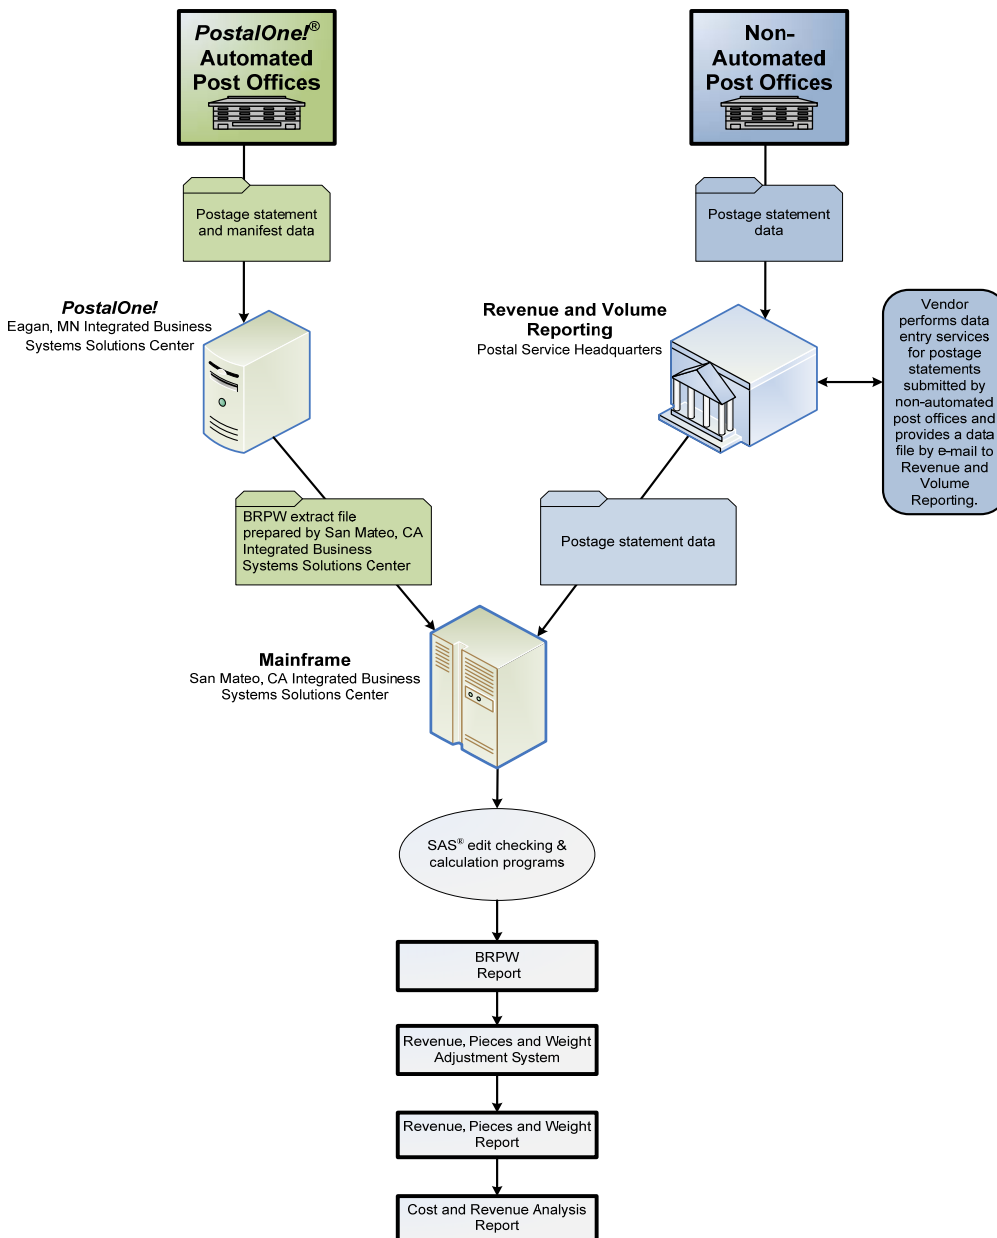 PostalOne!®
Automated
Post Offices
Non-
Automated
Post Offices
Postage statement
and manifest data
Postage statement
data
PostalOne!
Eagan, MN Integrated Business
Systems Solutions Center
Revenue and Volume
Reporting
Postal Service Headquarters
Vendor
performs data
entry services
for postage
statements
submitted by
non-automated
post offices and
provides a data
file by e-mail to
Revenue and
Volume
Reporting.
BRPW extract file
prepared by San Mateo, CA
Integrated Business
Systems Solutions Center
Postage statement data
Mainframe
San Mateo, CA Integrated Business
Systems Solutions Center
SAS® edit checking &
calculation programs
BRPW
Report
Revenue, Pieces and Weight
Adjustment System
Revenue, Pieces and Weight
Report
Cost and Revenue Analysis
Report